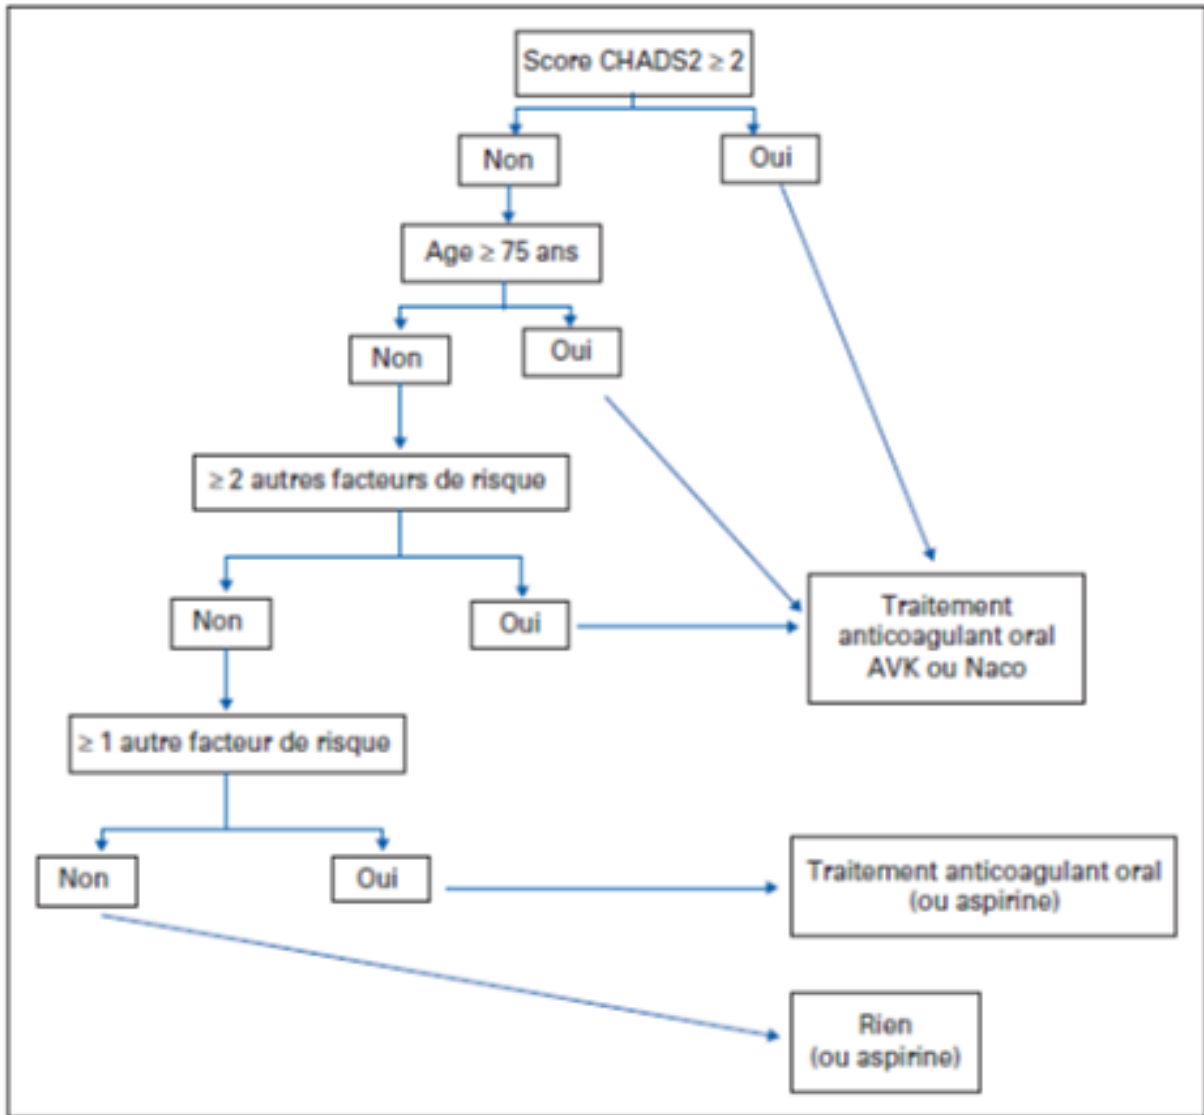 Score CHADS2 ≥ 2
Non
Oui
Age ≥ 75 ans
Non
Oui
≥ 2 autres facteurs de risque
Non
Oui
Traitement
anticoagulant oral
AVK ou Naco
≥ 1 autre facteur de risque
Non
Oui
Traitement anticoagulant oral
(ou aspirine)
Rien
(ou aspirine)